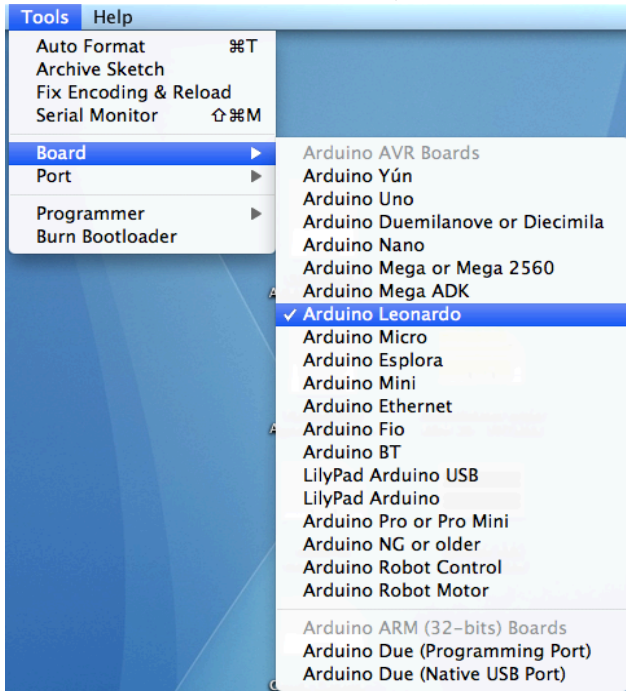 Tools Help
Auto Format ⌘T
Archive Sketch
Fix Encoding & Reload
Serial Monitor ⇧⌘M
Board
Port
Programmer
Burn Bootloader
Arduino AVR Boards
Arduino Yún
Arduino Uno
Arduino Duemilanove or Diecimila
Arduino Nano
Arduino Mega or Mega 2560
Arduino Mega ADK
✓ Arduino Leonardo
Arduino Micro
Arduino Esplora
Arduino Mini
Arduino Ethernet
Arduino Fio
Arduino BT
LilyPad Arduino USB
LilyPad Arduino
Arduino Pro or Pro Mini
Arduino NG or older
Arduino Robot Control
Arduino Robot Motor
Arduino ARM (32-bits) Boards
Arduino Due (Programming Port)
Arduino Due (Native USB Port)